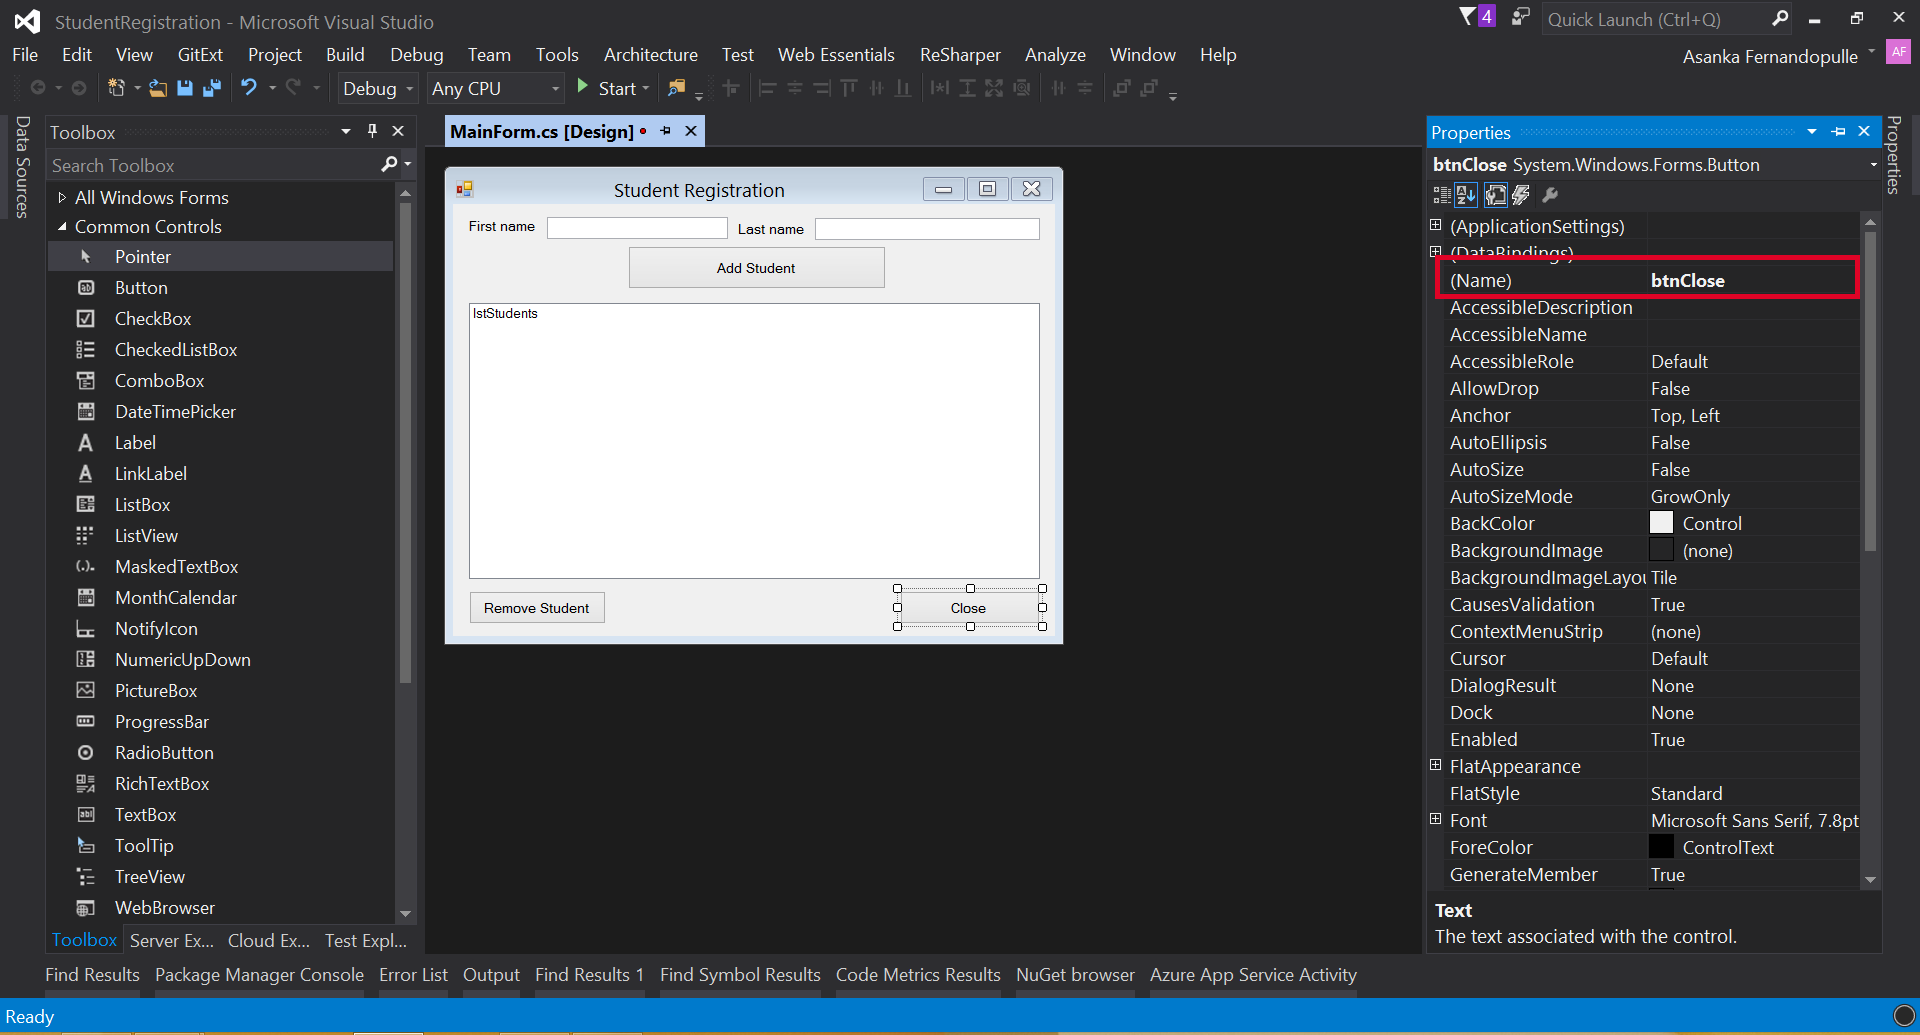 StudentRegistration - Microsoft Visual Studio
4
Quick Launch (Ctrl+Q)
File Edit View GitExt Project Build Debug Team Tools Architecture Test Web Essentials ReSharper Analyze Window Help
Asanka Fernandopulle AF
Debug Any CPU Start
Data Sources
Toolbox
Search Toolbox
All Windows Forms
Common Controls
Pointer
Button
CheckBox
CheckedListBox
ComboBox
DateTimePicker
Label
LinkLabel
ListBox
ListView
MaskedTextBox
MonthCalendar
NotifyIcon
NumericUpDown
PictureBox
ProgressBar
RadioButton
RichTextBox
TextBox
ToolTip
TreeView
WebBrowser
Toolbox Server Ex... Cloud Ex... Test Expl...
MainForm.cs [Design]
Student Registration
First name Last name
Add Student
lstStudents
Remove Student Close
Properties
btnClose System.Windows.Forms.Button
(ApplicationSettings)
(DataBindings)
(Name) btnClose
AccessibleDescription
AccessibleName
AccessibleRole Default
AllowDrop False
Anchor Top, Left
AutoEllipsis False
AutoSize False
AutoSizeMode GrowOnly
BackColor Control
BackgroundImage (none)
BackgroundImageLayou Tile
CausesValidation True
ContextMenuStrip (none)
Cursor Default
DialogResult None
Dock None
Enabled True
FlatAppearance
FlatStyle Standard
Font Microsoft Sans Serif, 7.8pt
ForeColor ControlText
GenerateMember True
Text
The text associated with the control.
Properties
Find Results Package Manager Console Error List Output Find Results 1 Find Symbol Results Code Metrics Results NuGet browser Azure App Service Activity
Ready